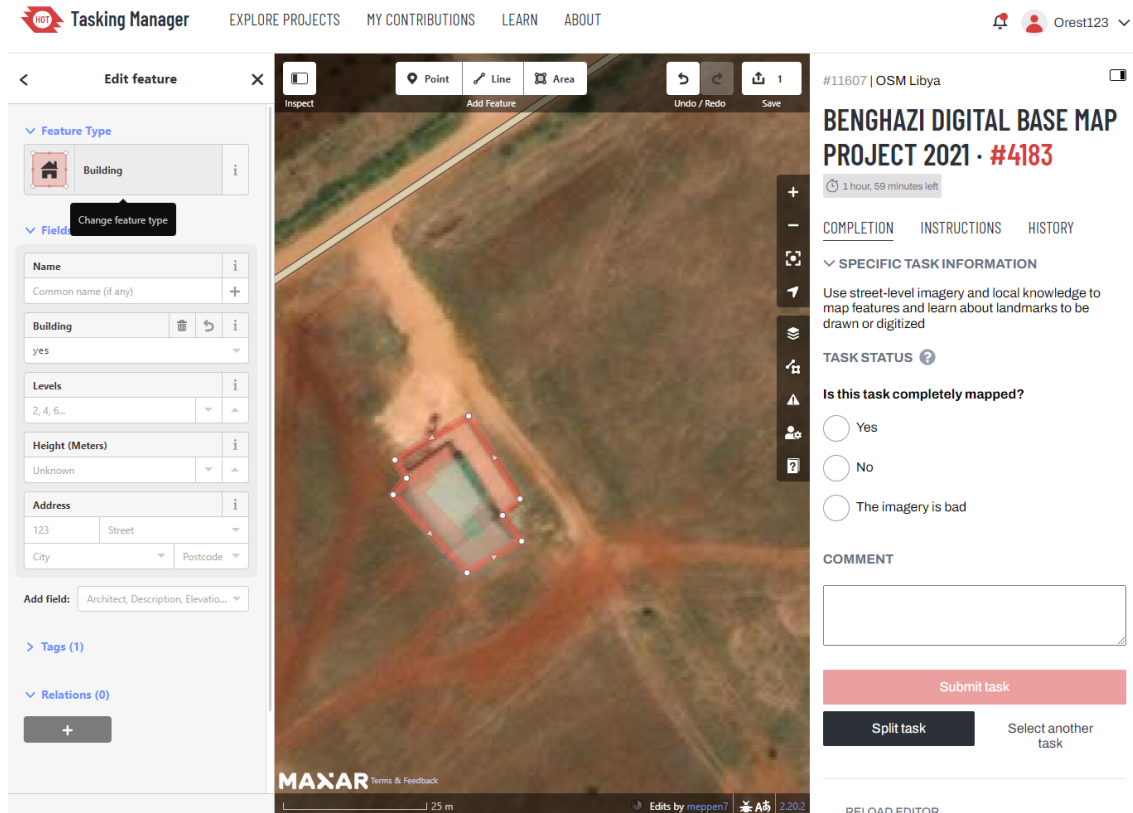 HOT Tasking Manager
EXPLORE PROJECTS MY CONTRIBUTIONS LEARN ABOUT
Orest123
Edit feature
Feature Type
Building
i
Change feature type
Fields
Name
i
Common name (if any)
Building
i
yes
Levels
i
2, 4, 6...
Height (Meters)
i
Unknown
Address
i
123 Street
City Postcode
Add field: Architect, Description, Elevatio...
Tags (1)
Relations (0)
+
Inspect
Point Line Area
Add Feature
Undo / Redo
1
Save
MAXAR Terms & Feedback
25 m
Edits by meppen7
2.20.2
#11607 | OSM Libya
BENGHAZI DIGITAL BASE MAP
PROJECT 2021 · #4183
1 hour, 59 minutes left
COMPLETION INSTRUCTIONS HISTORY
SPECIFIC TASK INFORMATION
Use street-level imagery and local knowledge to
map features and learn about landmarks to be
drawn or digitized
TASK STATUS ?
Is this task completely mapped?
Yes
No
The imagery is bad
COMMENT
Submit task
Split task
Select another
task
RELOAD EDITOR